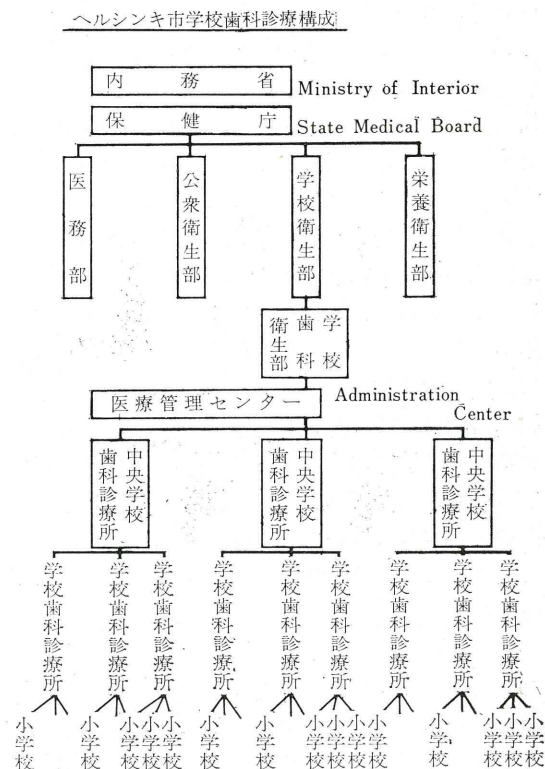 ヘルシンキ市学校歯科診療構成
内務省 Ministry of Interior
保健庁 State Medical Board
医務部
公衆衛生部
学校衛生部
栄養衛生部
学校
歯科
衛生部
医療管理センター Administration
Center
中央学校
歯科診療所
中央学校
歯科診療所
中央学校
歯科診療所
学校歯科診療所
学校歯科診療所
学校歯科診療所
学校歯科診療所
学校歯科診療所
学校歯科診療所
学校歯科診療所
学校歯科診療所
学校歯科診療所
小学校
小学校
小学校
小学校
小学校
小学校
小学校
小学校
小学校
小学校
小学校
小学校
小学校
小学校